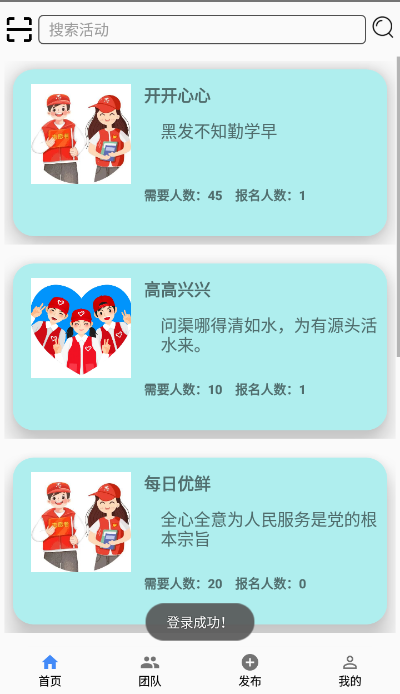 搜索活动
开开心心
黑发不知勤学早
需要人数：45 报名人数：1
高高兴兴
问渠哪得清如水，为有源头活
水来。
需要人数：10 报名人数：1
每日优鲜
全心全意为人民服务是党的根
本宗旨
需要人数：20 报名人数：0
登录成功！
首页 团队 发布 我的